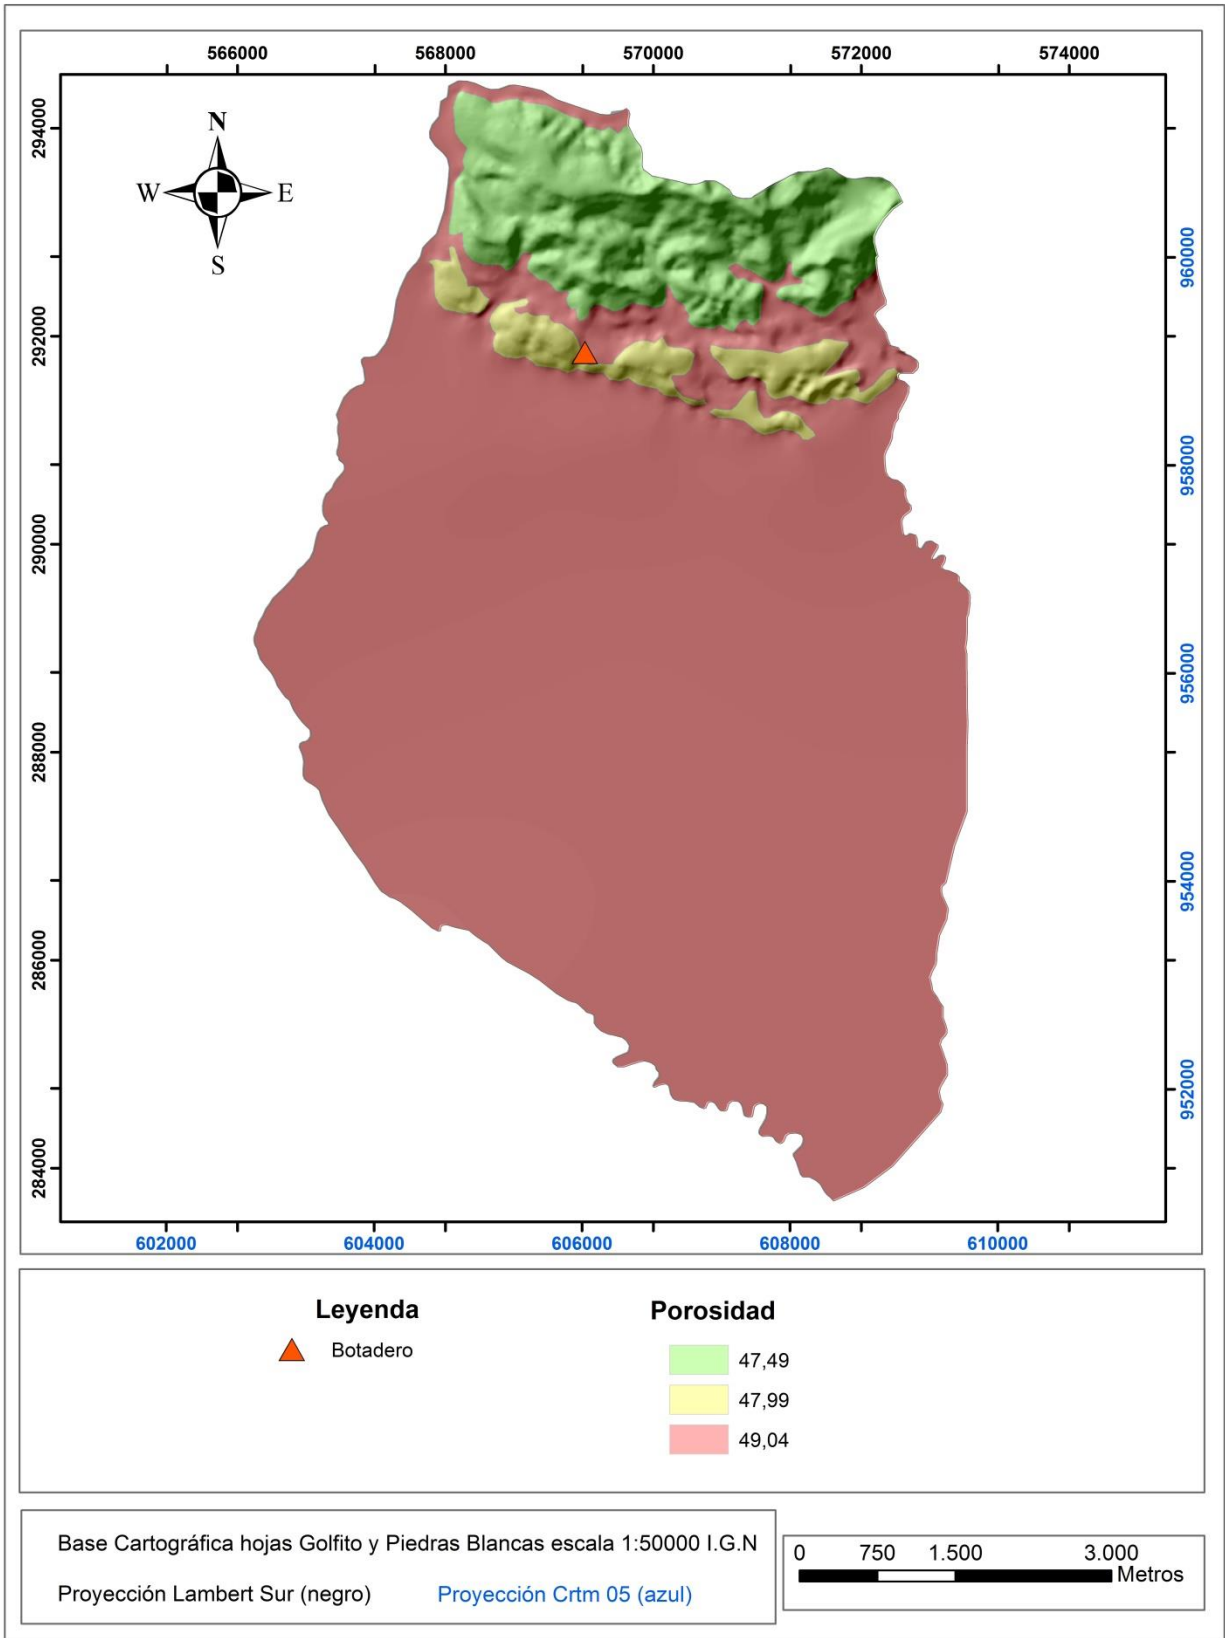 566000 568000 570000 572000 574000
294000
292000
290000
288000
286000
284000
N
W E
S
960000
958000
956000
954000
952000
602000 604000 606000 608000 610000
Leyenda
Botadero
Porosidad
47,49
47,99
49,04
Base Cartográfica hojas Golfito y Piedras Blancas escala 1:50000 I.G.N
Proyección Lambert Sur (negro) Proyección Crtm 05 (azul)
0 750 1.500 3.000
Metros